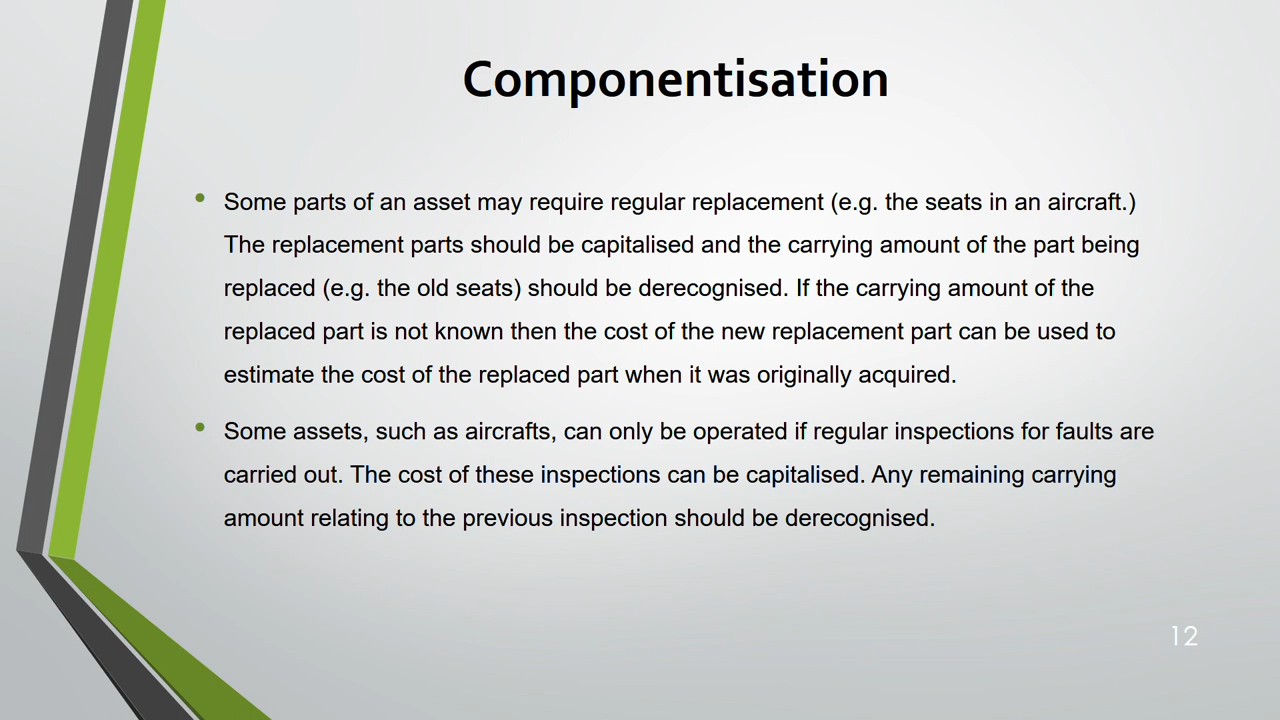 Componentisation
• Some parts of an asset may require regular replacement (e.g. the seats in an aircraft.)
The replacement parts should be capitalised and the carrying amount of the part being
replaced (e.g. the old seats) should be derecognised. If the carrying amount of the
replaced part is not known then the cost of the new replacement part can be used to
estimate the cost of the replaced part when it was originally acquired.
• Some assets, such as aircrafts, can only be operated if regular inspections for faults are
carried out. The cost of these inspections can be capitalised. Any remaining carrying
amount relating to the previous inspection should be derecognised.
12